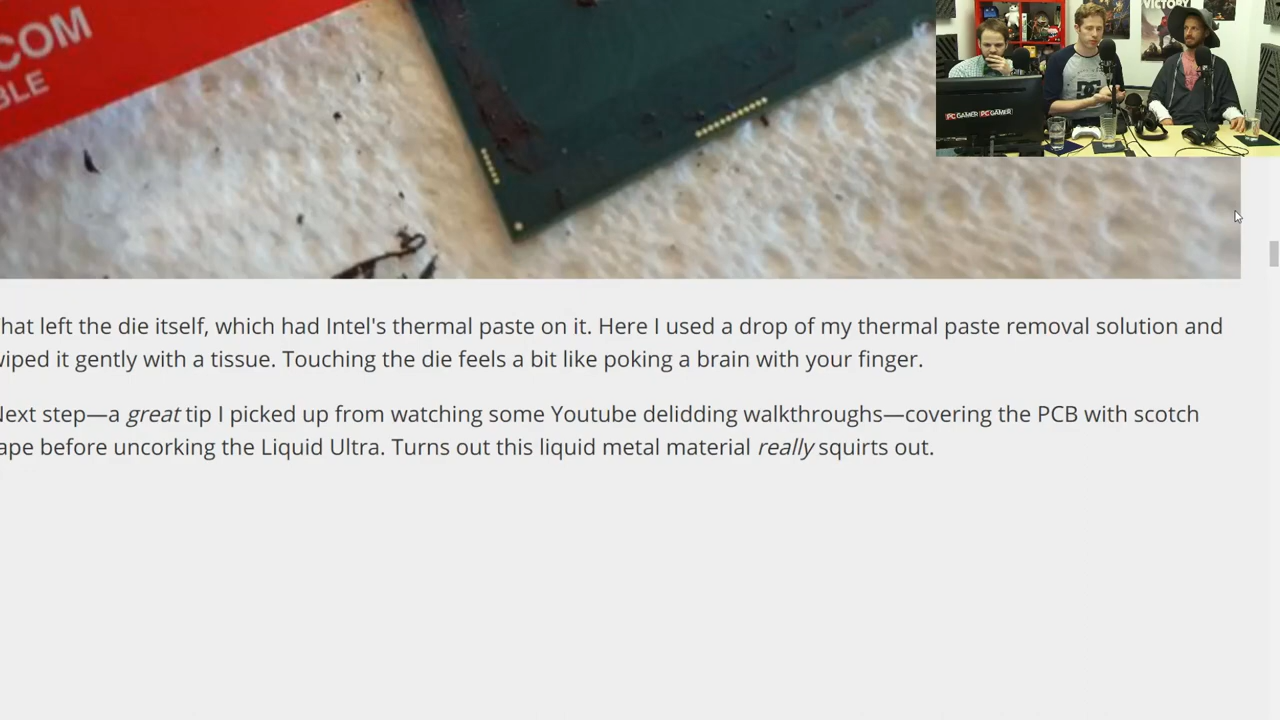 COM
BLE
VICTORY
PC GAMER PC GAMER
hat left the die itself, which had Intel's thermal paste on it. Here I used a drop of my thermal paste removal solution and
wiped it gently with a tissue. Touching the die feels a bit like poking a brain with your finger.
Next step—a great tip I picked up from watching some Youtube delidding walkthroughs—covering the PCB with scotch
ape before uncorking the Liquid Ultra. Turns out this liquid metal material really squirts out.